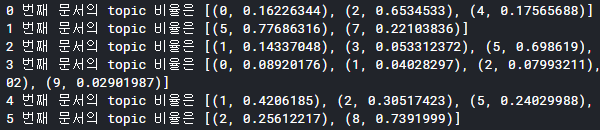 0 번째 문서의 topic 비율은 [(0, 0.16226344), (2, 0.6534533), (4, 0.17565688)]
1 번째 문서의 topic 비율은 [(5, 0.77686316), (7, 0.22103836)]
2 번째 문서의 topic 비율은 [(1, 0.14337048), (3, 0.053312372), (5, 0.698619),
3 번째 문서의 topic 비율은 [(0, 0.08920176), (1, 0.04028297), (2, 0.07993211),
02), (9, 0.02901987)]
4 번째 문서의 topic 비율은 [(1, 0.4206185), (2, 0.30517423), (5, 0.24029988),
5 번째 문서의 topic 비율은 [(2, 0.25612217), (8, 0.7391999)]